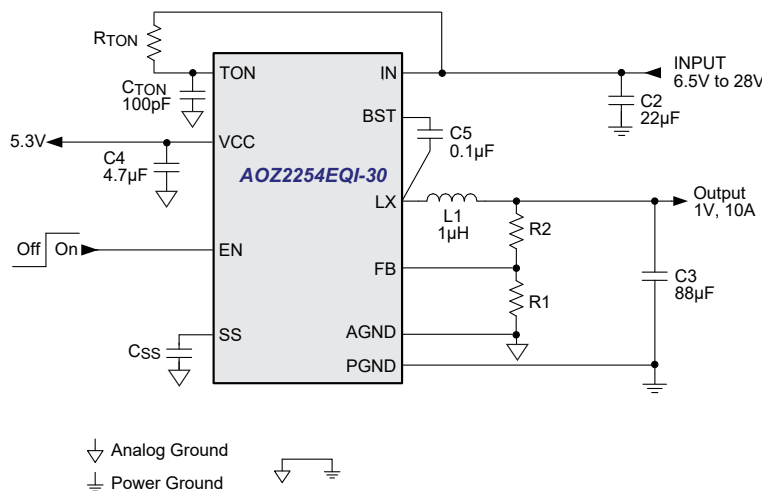 RTON
TON
IN
INPUT
6.5V to 28V
CTON
100pF
C2
22µF
BST
C5
0.1µF
5.3V
VCC
C4
4.7µF
AOZ2254EQI-30
LX
L1
1µH
Output
1V, 10A
R2
Off
On
EN
FB
C3
88µF
R1
SS
AGND
CSS
PGND
Analog Ground
Power Ground